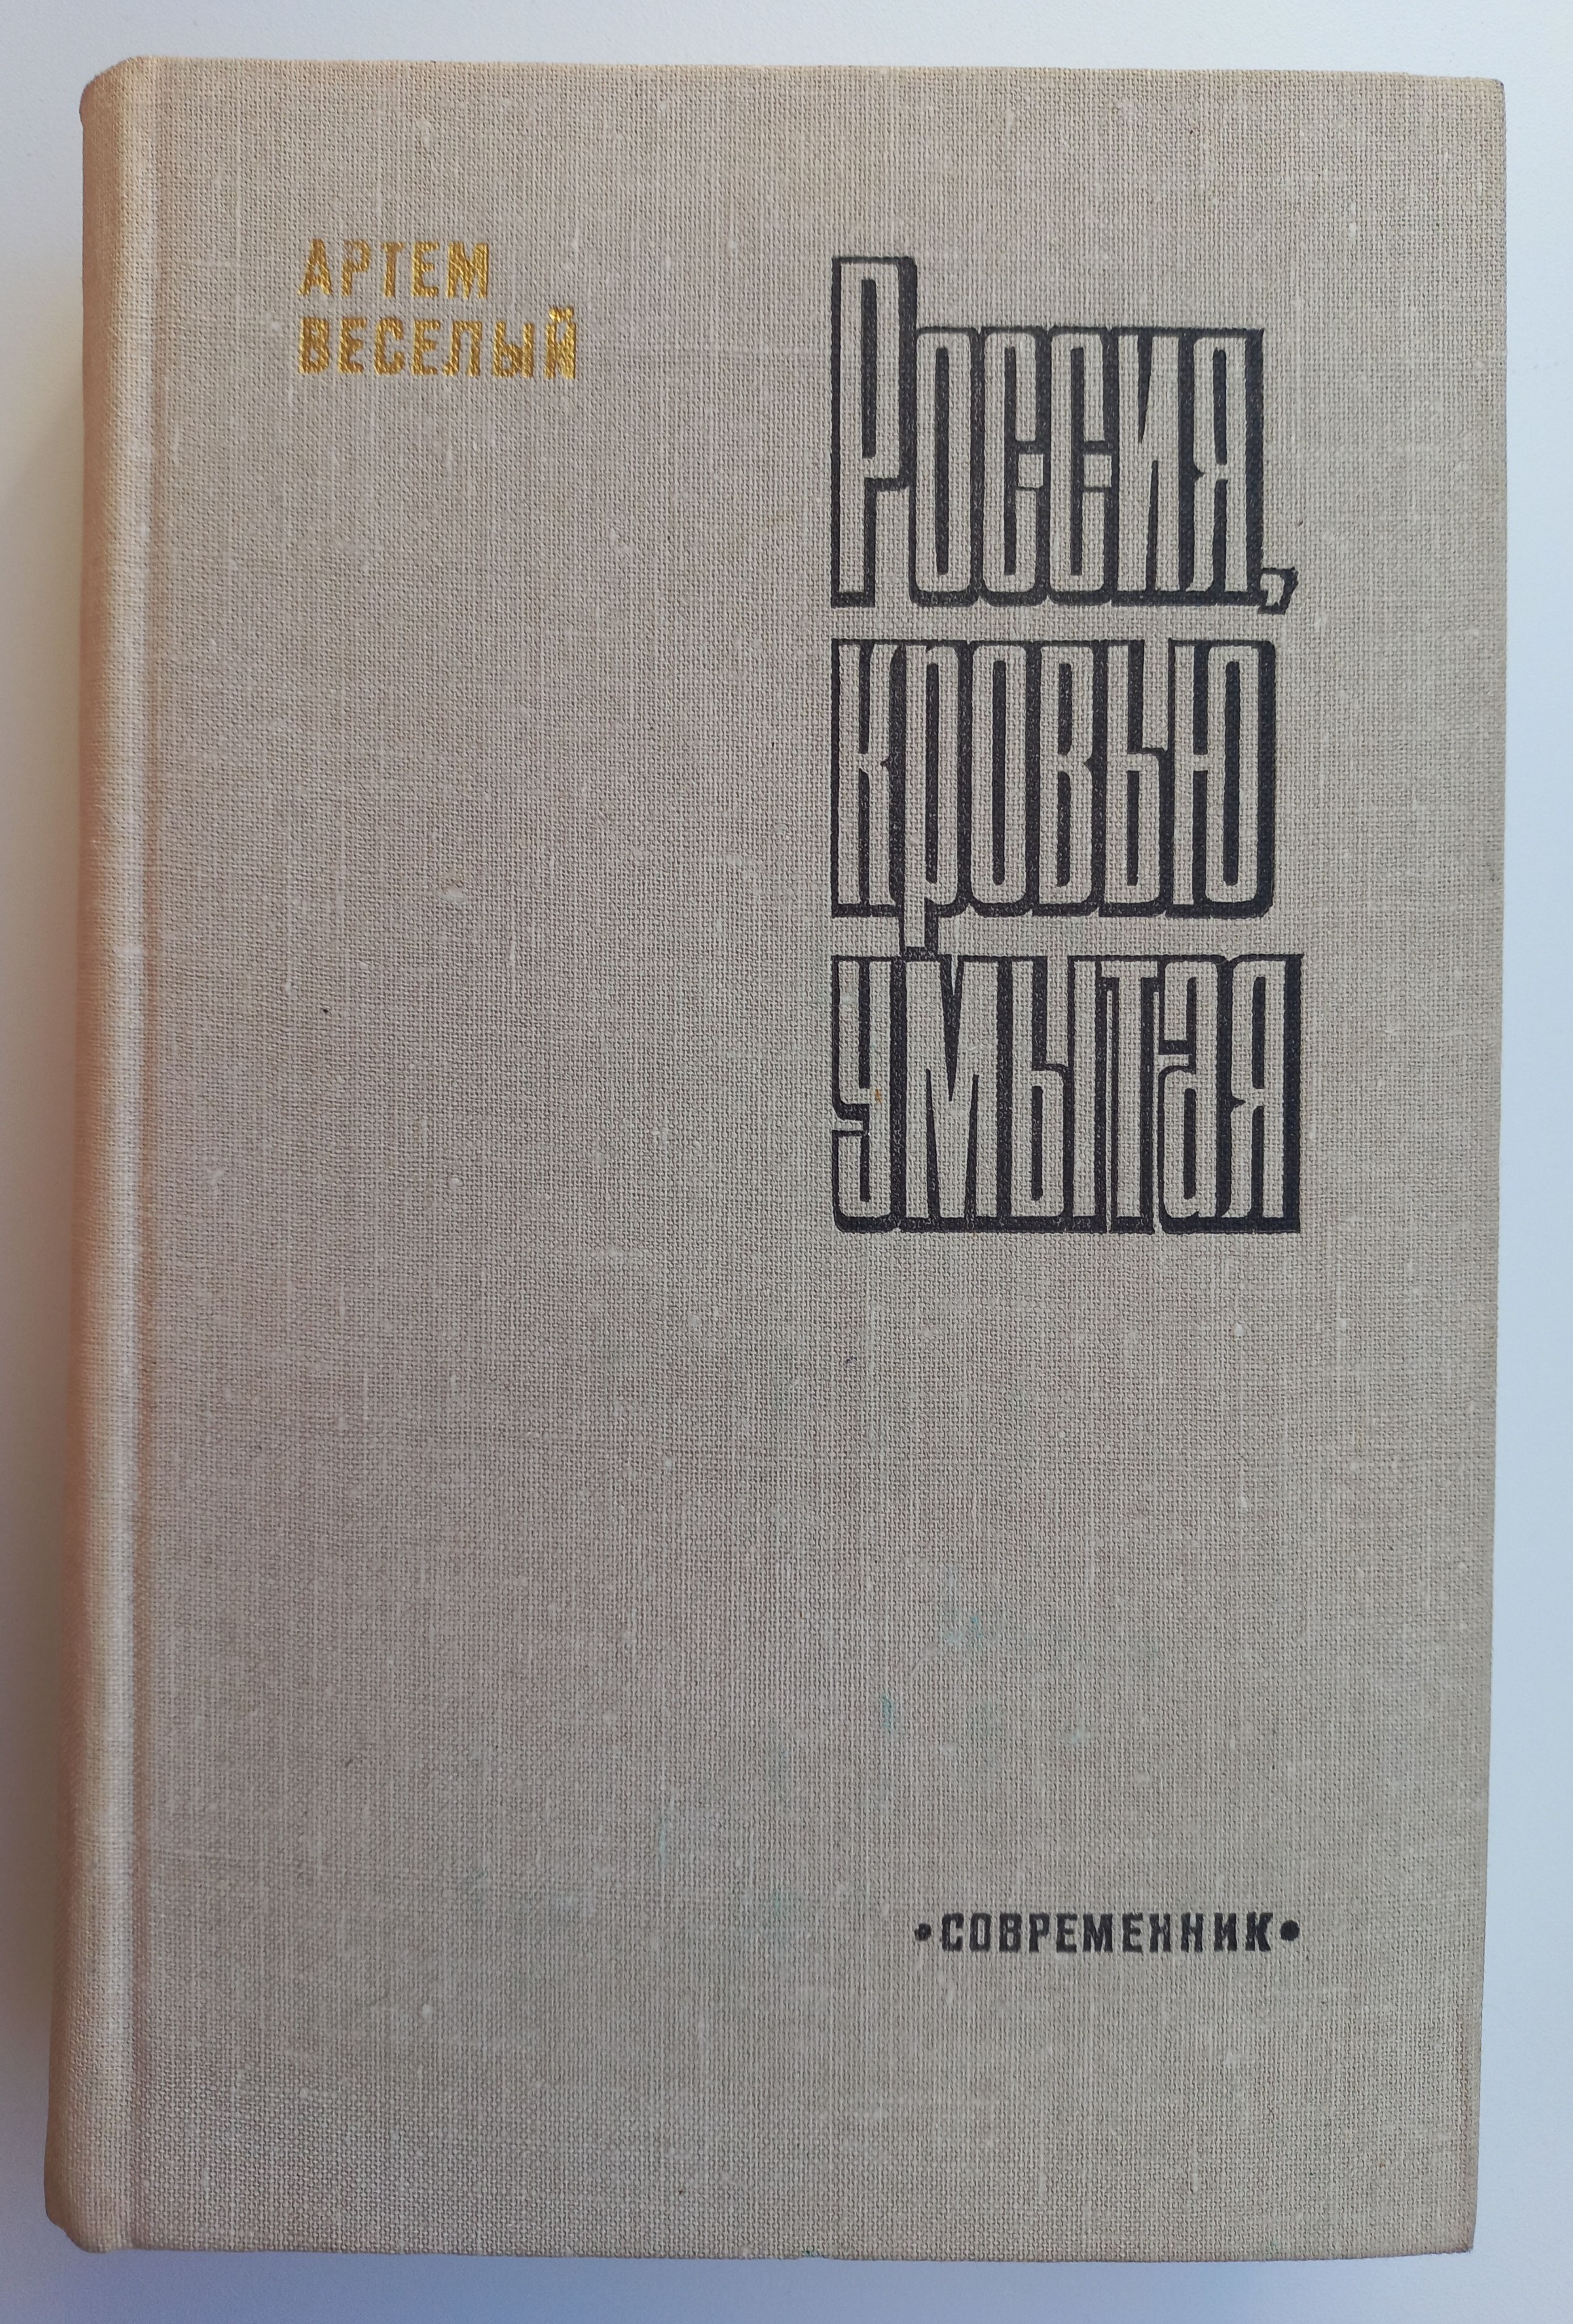 АРТЕМ
ВЕСЕЛЫЙ
Россия,
кровью
умытая
•СОВРЕМЕННИК•